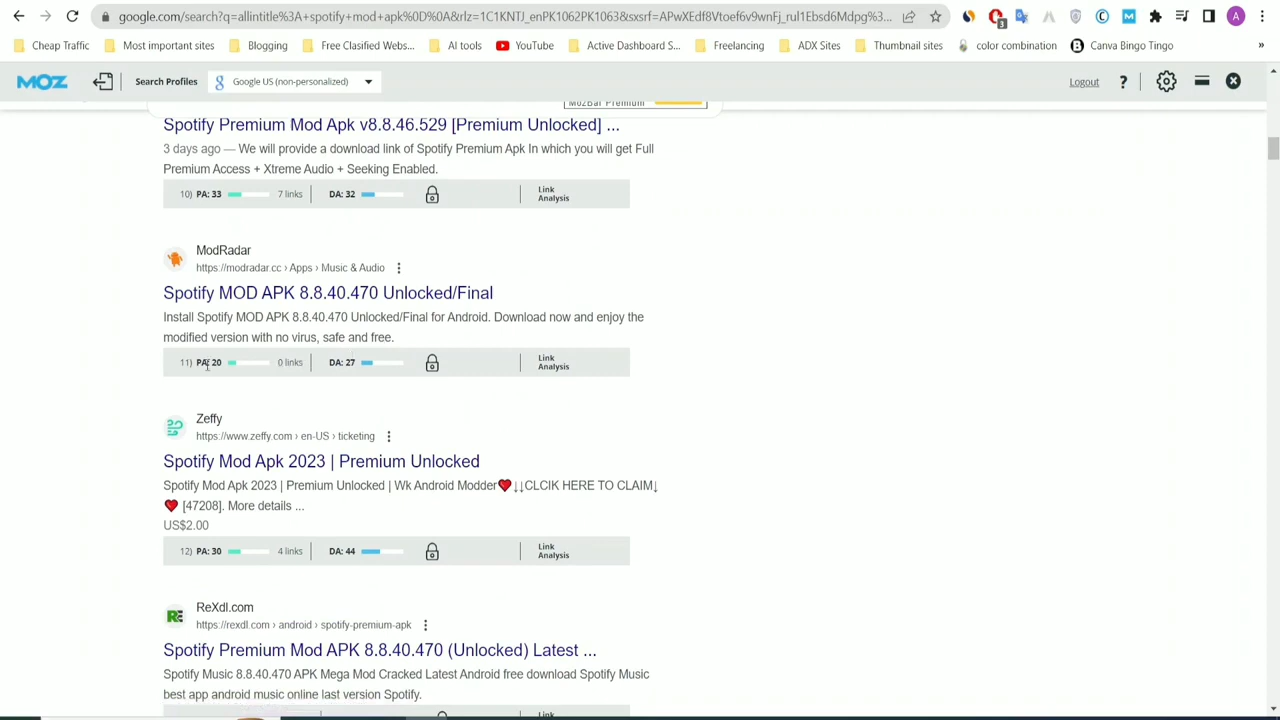 google.com/search?q=allintitle%3A+spotify+mod+apk%0D%0A&rlz=1C1KNTJ_enPK1062PK1063&sxsrf=APwXEdf8Vtoef6v9wnFj_rul1Ebsd6Mdpg%3...
3
A
Cheap Traffic
Most important sites
Blogging
Free Clasified Webs...
AI tools
YouTube
Active Dashboard S...
Freelancing
ADX Sites
Thumbnail sites
color combination
B Canva Bingo Tingo
»
MOZ
Search Profiles
Google US (non-personalized)
Logout
?
MozBar Premium
Spotify Premium Mod Apk v8.8.46.529 [Premium Unlocked] ...
3 days ago — We will provide a download link of Spotify Premium Apk In which you will get Full
Premium Access + Xtreme Audio + Seeking Enabled.
10) PA: 33 7 links DA: 32 Link Analysis
ModRadar
https://modradar.cc › Apps › Music & Audio
Spotify MOD APK 8.8.40.470 Unlocked/Final
Install Spotify MOD APK 8.8.40.470 Unlocked/Final for Android. Download now and enjoy the
modified version with no virus, safe and free.
11) PA: 20 0 links DA: 27 Link Analysis
Zeffy
https://www.zeffy.com › en-US › ticketing
Spotify Mod Apk 2023 | Premium Unlocked
Spotify Mod Apk 2023 | Premium Unlocked | Wk Android Modder❤️↓↓CLCIK HERE TO CLAIM↓
❤️ [47208]. More details ...
US$2.00
12) PA: 30 4 links DA: 44 Link Analysis
ReXdl.com
https://rexdl.com › android › spotify-premium-apk
Spotify Premium Mod APK 8.8.40.470 (Unlocked) Latest ...
Spotify Music 8.8.40.470 APK Mega Mod Cracked Latest Android free download Spotify Music
best app android music online last version Spotify.
Link